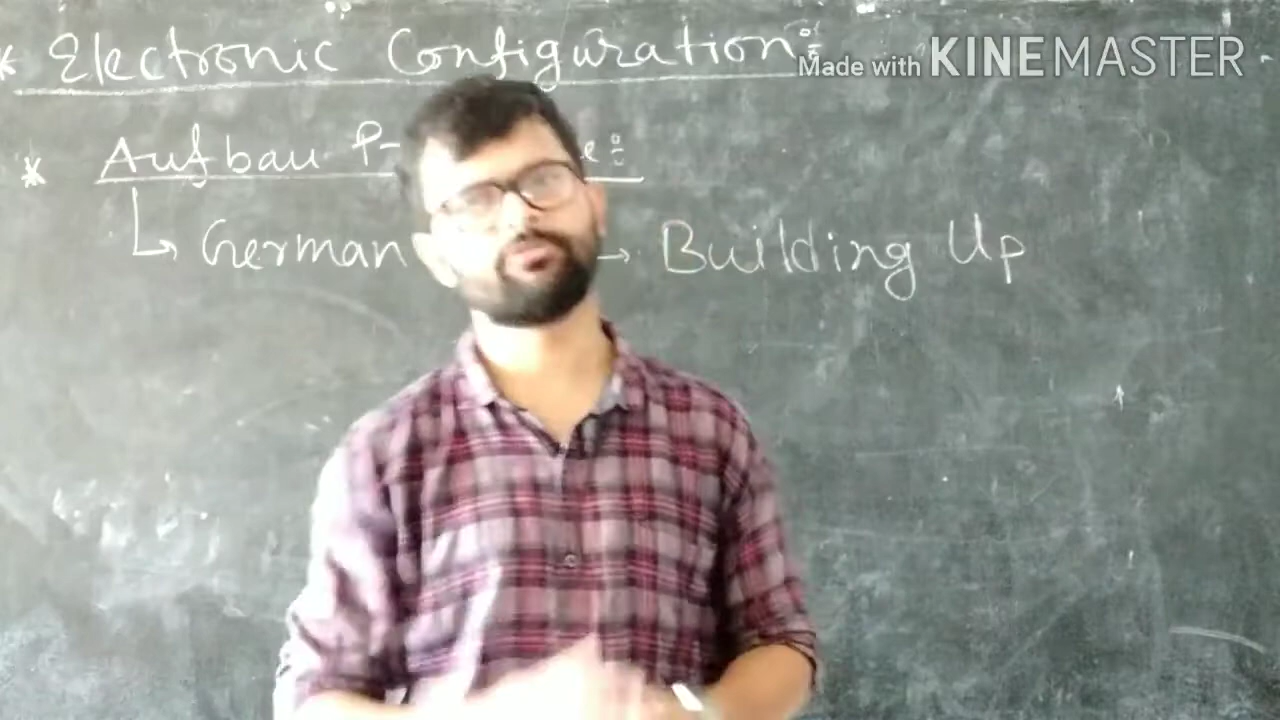 * Electronic Configuration:
Made with KINEMASTER
* Aufbau P- e:
↳ German → Building Up